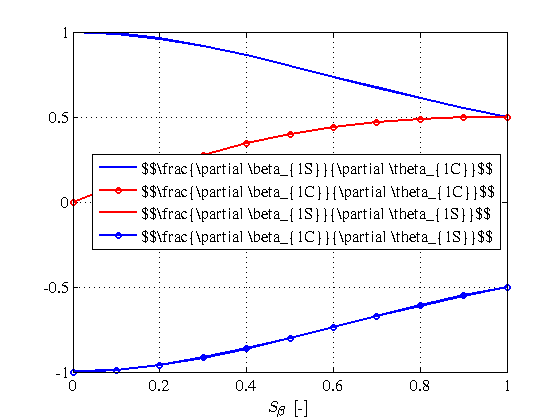 1
0.5
$$\frac{\partial \beta_{1S}}{\partial \theta_{1C}}$$
$$\frac{\partial \beta_{1C}}{\partial \theta_{1C}}$$
0
$$\frac{\partial \beta_{1S}}{\partial \theta_{1S}}$$
$$\frac{\partial \beta_{1C}}{\partial \theta_{1S}}$$
-0.5
-1
0 0.2 0.4 0.6 0.8 1
Sβ [-]